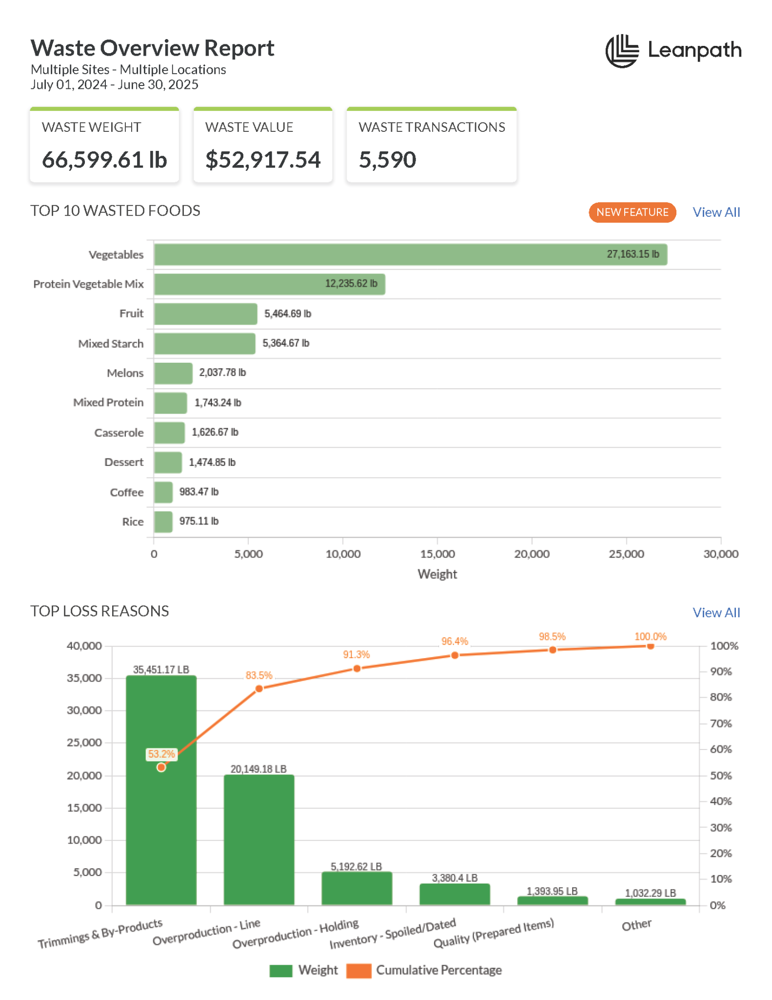 Waste Overview Report
Leanpath
Multiple Sites - Multiple Locations
July 01, 2024 - June 30, 2025
WASTE WEIGHT
66,599.61 lb
WASTE VALUE
$52,917.54
WASTE TRANSACTIONS
5,590
TOP 10 WASTED FOODS
NEW FEATURE
View All
Vegetables 27,163.15 lb
Protein Vegetable Mix 12,235.62 lb
Fruit 5,464.69 lb
Mixed Starch 5,364.67 lb
Melons 2,037.78 lb
Mixed Protein 1,743.24 lb
Casserole 1,626.67 lb
Dessert 1,474.85 lb
Coffee 983.47 lb
Rice 975.11 lb
0 5,000 10,000 15,000 20,000 25,000 30,000
Weight
TOP LOSS REASONS
View All
40,000
35,000
30,000
25,000
20,000
15,000
10,000
5,000
0
35,451.17 LB
20,149.18 LB
5,192.62 LB
3,380.4 LB
1,393.95 LB
1,032.29 LB
53.2%
83.5%
91.3%
96.4%
98.5%
100.0%
100%
90%
80%
70%
60%
50%
40%
30%
20%
10%
0%
Trimmings & By-Products
Overproduction - Line
Overproduction - Holding
Inventory - Spoiled/Dated
Quality (Prepared Items)
Other
Weight
Cumulative Percentage